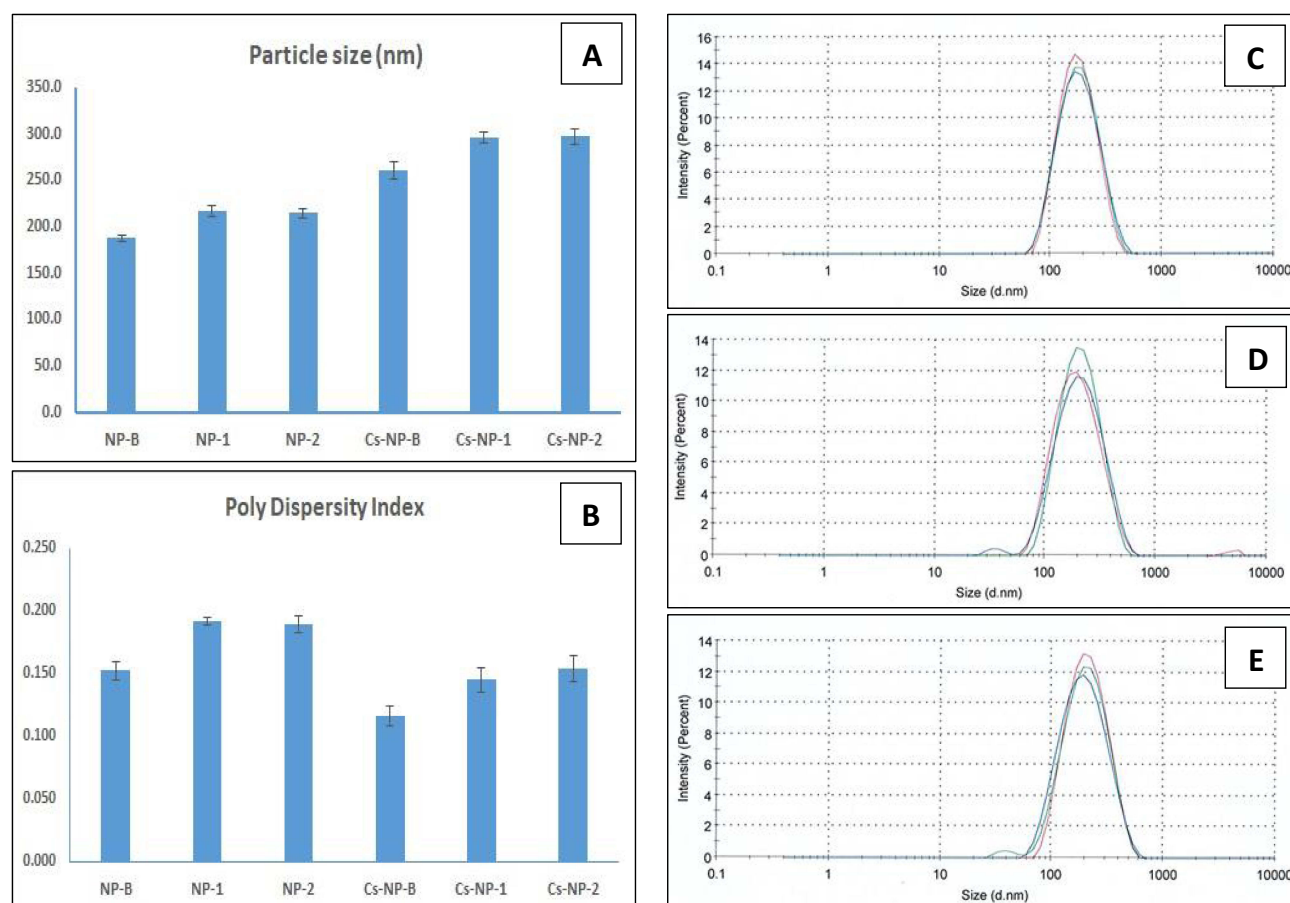 Particle size (nm)
A
350.0
300.0
250.0
200.0
150.0
100.0
50.0
0.0
NP-B NP-1 NP-2 Cs-NP-B Cs-NP-1 Cs-NP-2
Poly Dispersity Index
B
0.250
0.200
0.150
0.100
0.050
0.000
NP-B NP-1 NP-2 Cs-NP-B Cs-NP-1 Cs-NP-2
C
Intensity (Percent)
16
14
12
10
8
6
4
2
0
0.1 1 10 100 1000 10000
Size (d.nm)
D
Intensity (Percent)
14
12
10
8
6
4
2
0
0.1 1 10 100 1000 10000
Size (d.nm)
E
Intensity (Percent)
14
12
10
8
6
4
2
0
0.1 1 10 100 1000 10000
Size (d.nm)